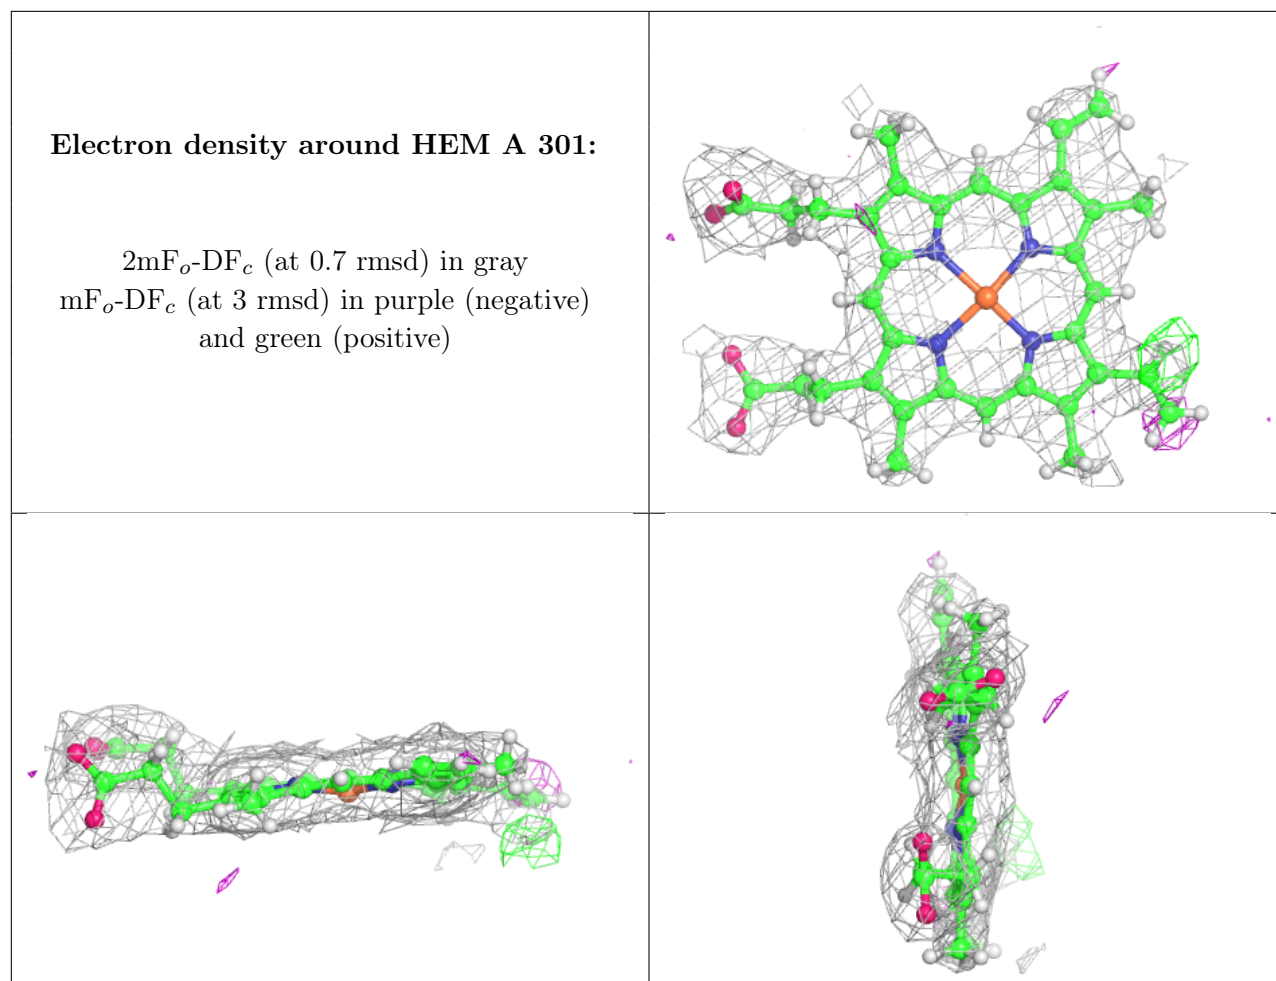 Electron density around HEM A 301:
2mFo-DFc (at 0.7 rmsd) in gray
mFo-DFc (at 3 rmsd) in purple (negative)
and green (positive)